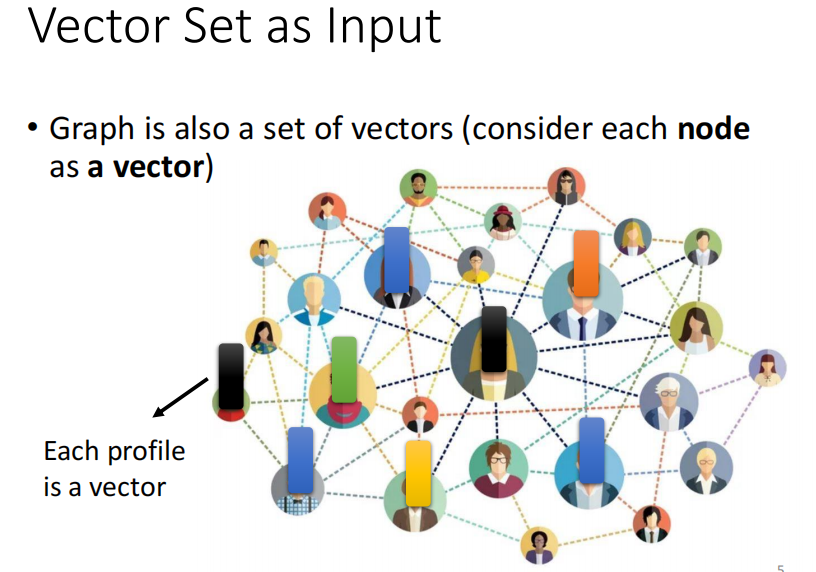 Vector Set as Input
• Graph is also a set of vectors (consider each node
as a vector)
Each profile
is a vector
5